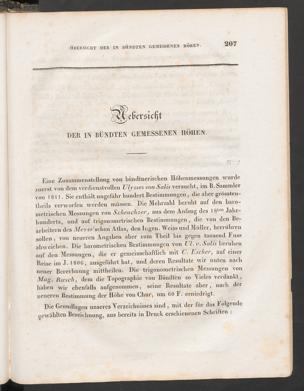 ÜBERSICHT DER IN BÜNDTEN GEMESSENEN HÖHEN. 207
Uebersicht
DER IN BÜNDTEN GEMESSENEN HÖHEN.
Eine Zusammenstellung von bündtnerischen Höhenmessungen wurde
zuerst von dem verdienstvollen Ulysses von Salis versucht, im B. Sammler
von 1811. Sie enthält ungefähr hundert Bestimmungen, die aber grössten-
theils verworfen werden müssen. Die Mehrzahl beruht auf den baro-
metrischen Messungen von Scheuchzer, aus dem Anfang des 18ten Jahr-
hunderts, und auf trigonometrischen Bestimmungen, die von den Be-
arbeitern des Meyer'schen Atlas, den hgrn. Weiss und Müller, herrühren
sollen, von neueren Angaben aber zum Theil bis gegen tausend Fuss
abweichen. Die barometrischen Bestimmungen von Ul. v. Salis beruhen
auf den Messungen, die er gemeinschaftlich mit C. Escher, auf einer
Reise im J. 1806, ausgeführt hat, und deren Resultate wir unten nach
neuer Berechnung mittheilen. Die trigonometrischen Messungen von
Mag. Rösch, dem die Topographie von Bündten so Vieles verdankt,
haben wir ebenfalls aufgenommen, seine Resultate aber, nach der
neueren Bestimmung der Höhe von Chur, um 60 F. erniedrigt.
Die Grundlagen unseres Verzeichnisses sind, mit der für das Folgende
gewählten Bezeichnung, aus bereits in Druck erschienenen Schriften: